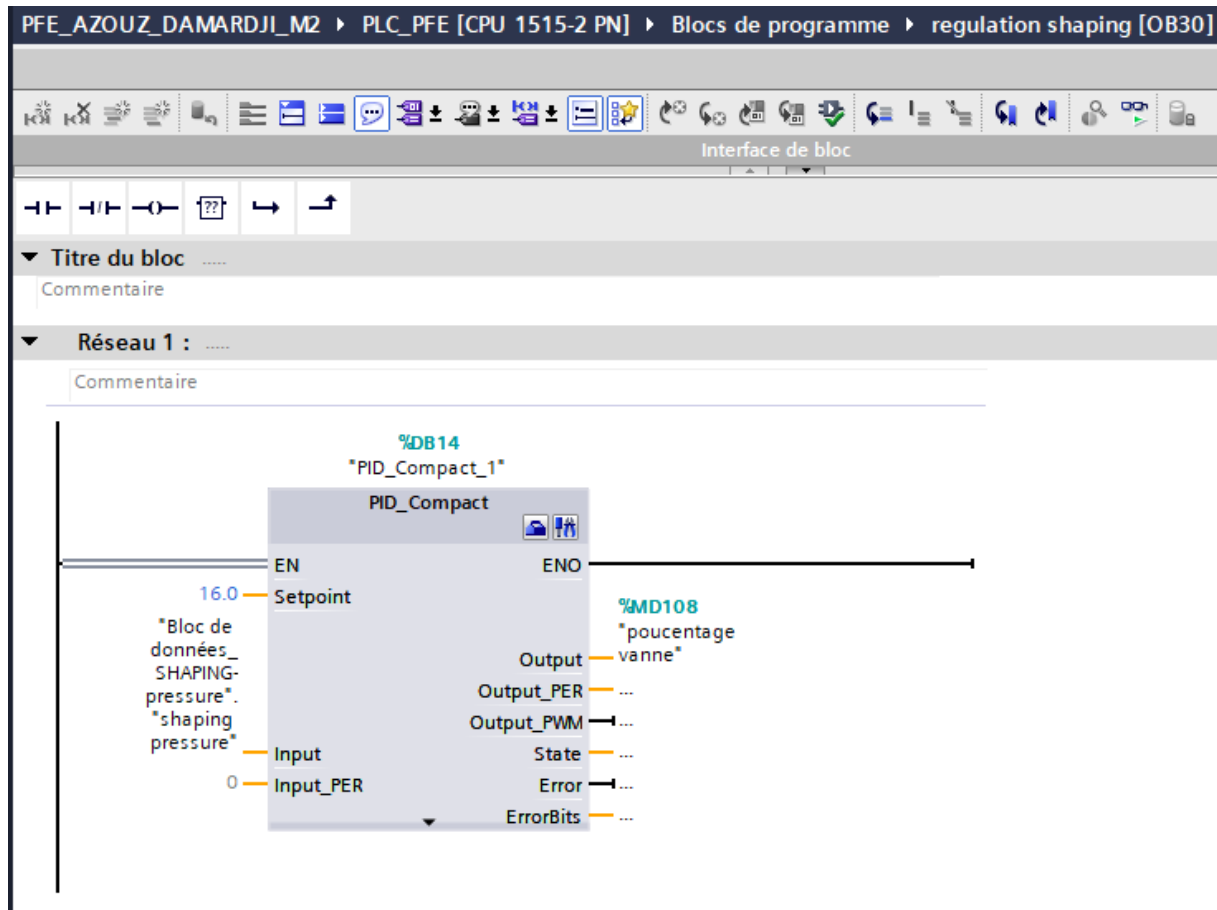 PFE_AZOUZ_DAMARDJI_M2 ▸ PLC_PFE [CPU 1515-2 PN] ▸ Blocs de programme ▸ regulation shaping [OB30]
Interface de bloc
??
Titre du bloc .....
Commentaire
Réseau 1 : .....
Commentaire
%DB14
"PID_Compact_1"
PID_Compact
EN
ENO
16.0
Setpoint
"Bloc de
données_
SHAPING-
pressure".
"shaping
pressure"
Input
0
Input_PER
%MD108
"poucentage
vanne"
Output
Output_PER
...
Output_PWM
...
State
...
Error
...
ErrorBits
...